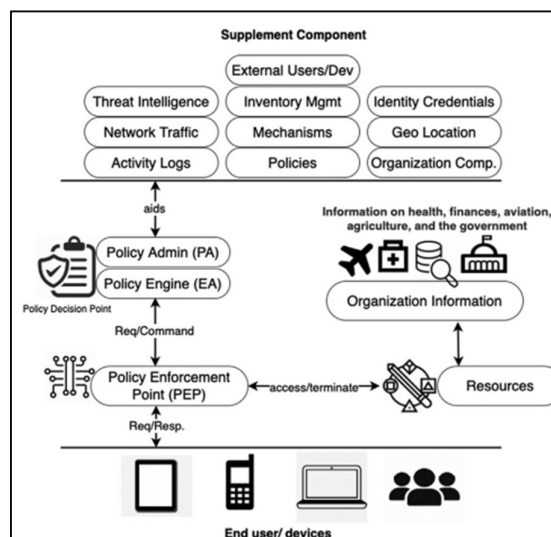 Supplement Component
External Users/Dev
Threat Intelligence
Inventory Mgmt
Identity Credentials
Network Traffic
Mechanisms
Geo Location
Activity Logs
Policies
Organization Comp.
aids
Information on health, finances, aviation,
agriculture, and the government
Policy Admin (PA)
Policy Engine (EA)
Policy Decision Point
Organization Information
Req/Command
Policy Enforcement
Point (PEP)
access/terminate
Resources
Req/Resp.
End user/ devices